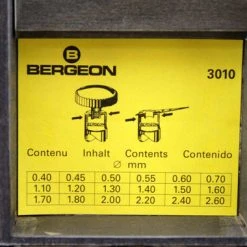 B
BERGEON
3010
Contenu Inhalt Contents Contenido
Ø mm
0.40 0.45 0.50 0.55 0.60 0.70
1.10 1.20 1.30 1.40 1.50 1.60
1.70 1.80 2.00 2.20 2.40 2.60